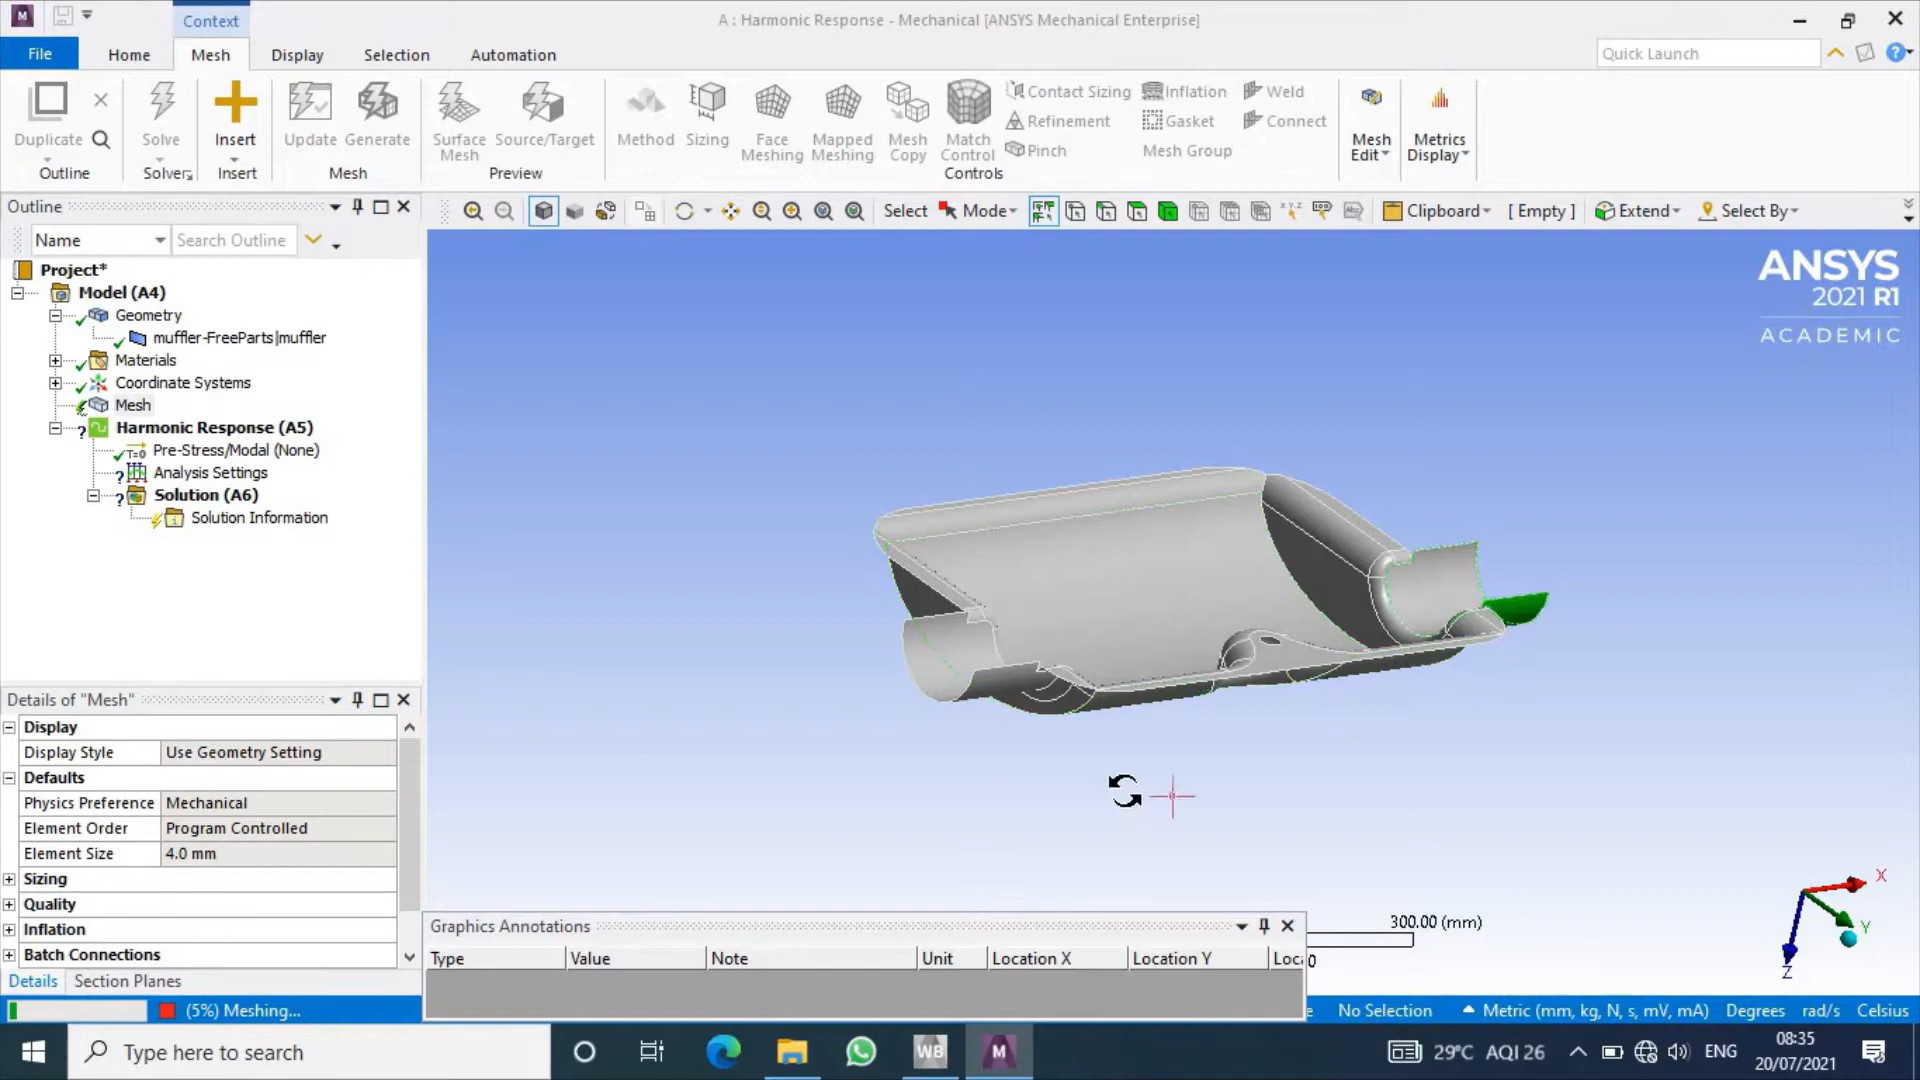 M
Context
A : Harmonic Response - Mechanical [ANSYS Mechanical Enterprise]
File
Home
Mesh
Display
Selection
Automation
Quick Launch
Duplicate
Outline
Solve
Solver
Insert
Insert
Update
Generate
Mesh
Surface
Mesh
Source/Target
Preview
Method
Sizing
Face
Meshing
Mapped
Meshing
Mesh
Copy
Match
Control
Contact Sizing
Refinement
Pinch
Inflation
Gasket
Mesh Group
Weld
Connect
Controls
Mesh
Edit
Metrics
Display
Outline
Select
Mode
Clipboard
[ Empty ]
Extend
Select By
Name
Search Outline
Project*
Model (A4)
Geometry
muffler-FreeParts|muffler
Materials
Coordinate Systems
Mesh
Harmonic Response (A5)
T=0 Pre-Stress/Modal (None)
Analysis Settings
Solution (A6)
Solution Information
ANSYS
2021 R1
ACADEMIC
Details of "Mesh"
Display
Display Style Use Geometry Setting
Defaults
Physics Preference Mechanical
Element Order Program Controlled
Element Size 4.0 mm
Sizing
Quality
Inflation
Batch Connections
Details
Section Planes
Graphics Annotations
Type Value Note Unit Location X Location Y Loc
300.00 (mm)
0
X
Y
Z
(5%) Meshing...
No Selection
Metric (mm, kg, N, s, mV, mA)
Degrees
rad/s
Celsius
Type here to search
WB
M
29°C AQI 26
ENG
08:35
20/07/2021